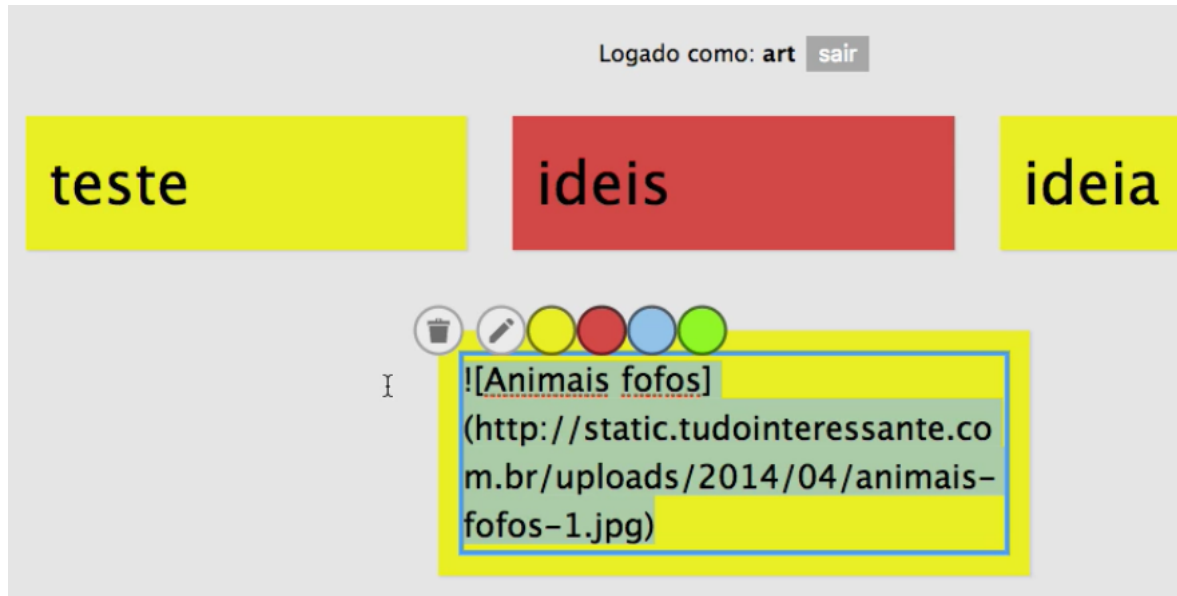 Logado como: art sair
teste
ideis
ideia
![Animais fofos]
(http://static.tudointeressante.co
m.br/uploads/2014/04/animais-
fofos-1.jpg)